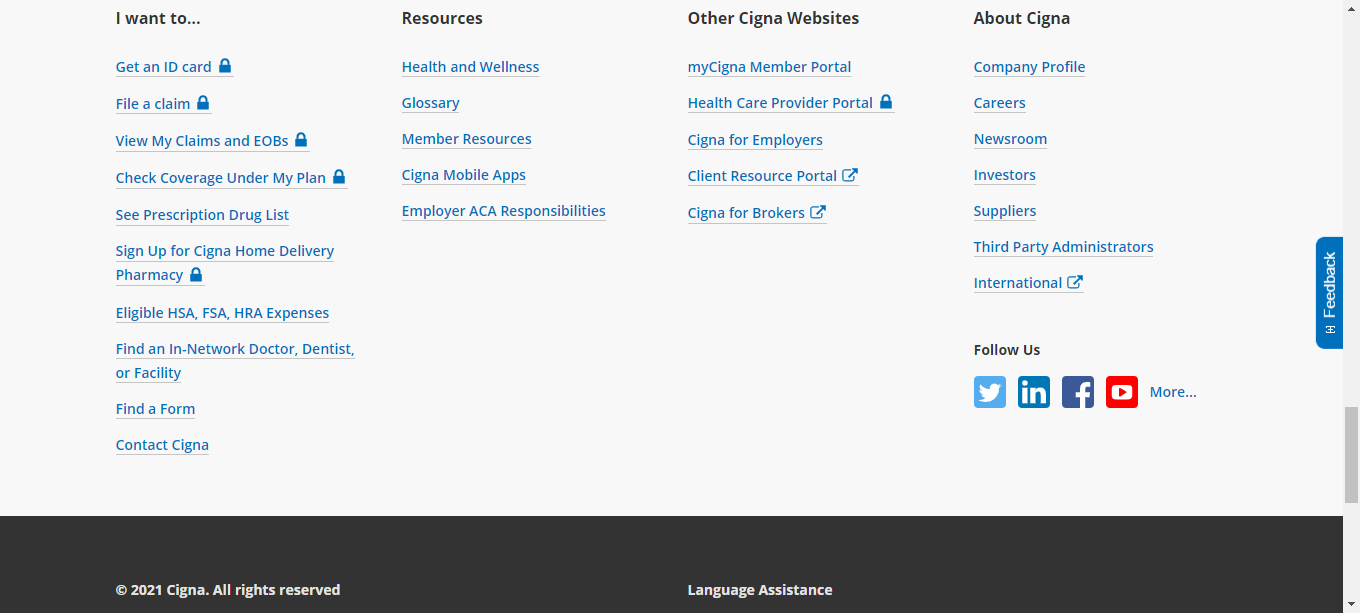 I want to...
Get an ID card
File a claim
View My Claims and EOBs
Check Coverage Under My Plan
See Prescription Drug List
Sign Up for Cigna Home Delivery
Pharmacy
Eligible HSA, FSA, HRA Expenses
Find an In-Network Doctor, Dentist,
or Facility
Find a Form
Contact Cigna
Resources
Health and Wellness
Glossary
Member Resources
Cigna Mobile Apps
Employer ACA Responsibilities
Other Cigna Websites
myCigna Member Portal
Health Care Provider Portal
Cigna for Employers
Client Resource Portal
Cigna for Brokers
About Cigna
Company Profile
Careers
Newsroom
Investors
Suppliers
Third Party Administrators
International
Follow Us
More...
Feedback
© 2021 Cigna. All rights reserved
Language Assistance